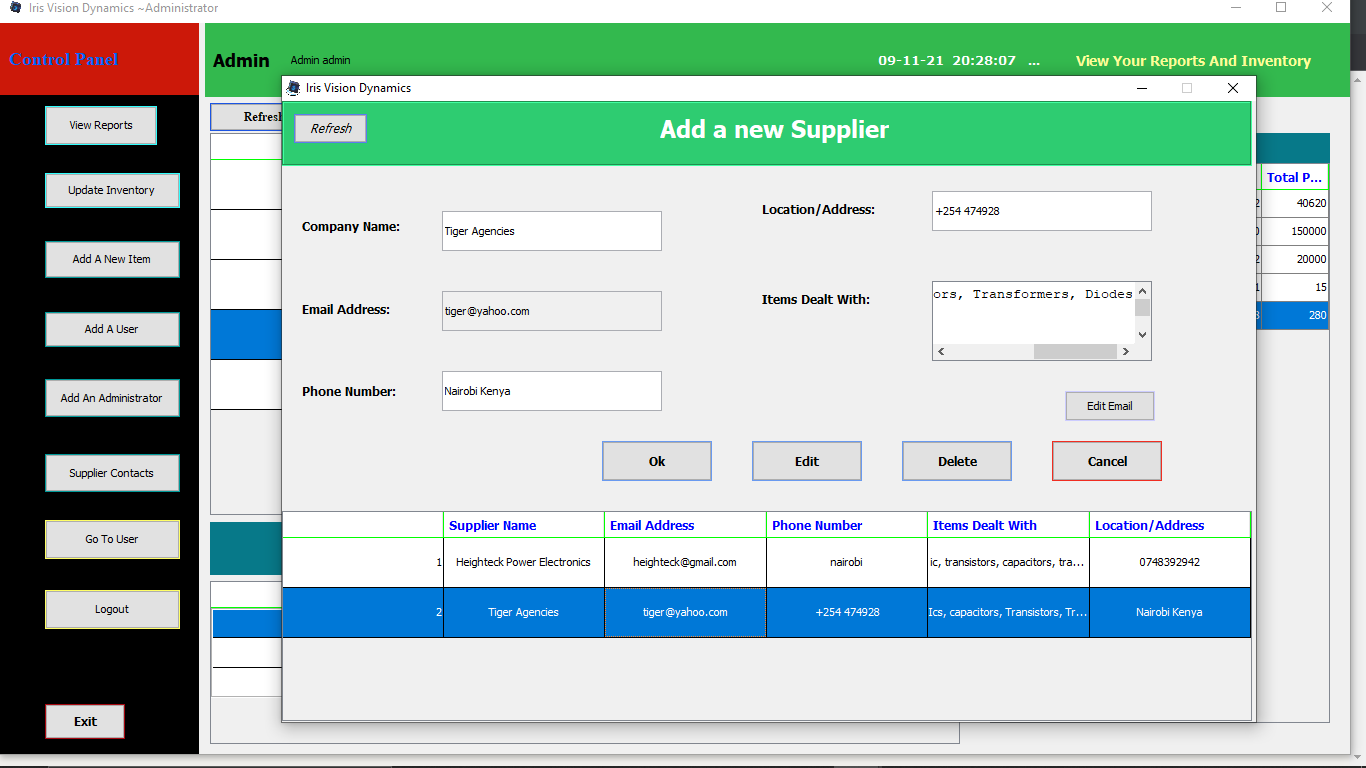 Iris Vision Dynamics ~Administrator
Control Panel
Admin Admin admin 09-11-21 20:28:07 ... View Your Reports And Inventory
View Reports
Update Inventory
Add A New Item
Add A User
Add An Administrator
Supplier Contacts
Go To User
Logout
Exit
Iris Vision Dynamics
Refresh Add a new Supplier
Company Name: Tiger Agencies
Email Address: tiger@yahoo.com
Phone Number: Nairobi Kenya
Location/Address: +254 474928
Items Dealt With: ors, Transformers, Diodes
Edit Email
Ok Edit Delete Cancel
Supplier Name Email Address Phone Number Items Dealt With Location/Address
1 Heighteck Power Electronics heighteck@gmail.com nairobi ic, transistors, capacitors, tra... 0748392942
2 Tiger Agencies tiger@yahoo.com +254 474928 Ics, capacitors, Transistors, Tr... Nairobi Kenya
Total P...
40620
150000
20000
15
280